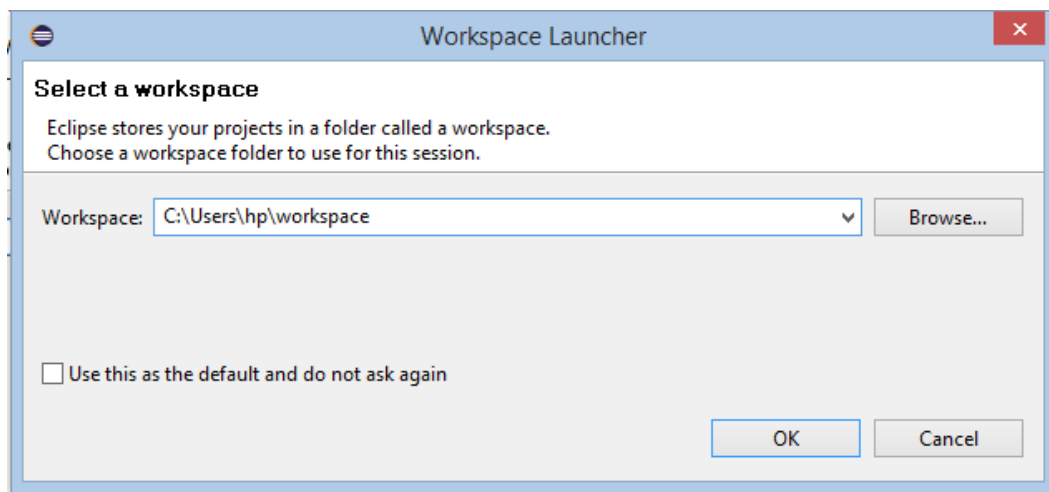 Workspace Launcher
Select a workspace
Eclipse stores your projects in a folder called a workspace.
Choose a workspace folder to use for this session.
Workspace: C:\Users\hp\workspace Browse...
Use this as the default and do not ask again
OK Cancel